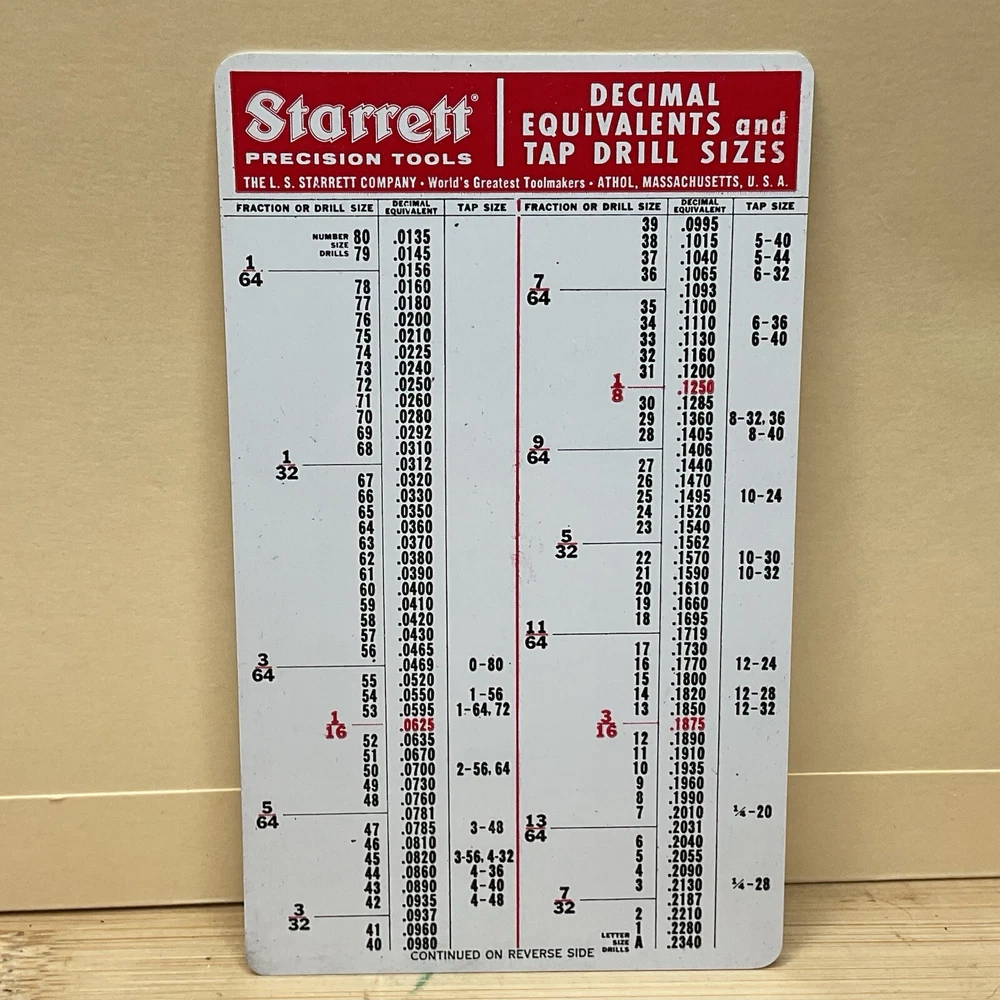 Starrett®
PRECISION TOOLS
DECIMAL
EQUIVALENTS and
TAP DRILL SIZES
THE L. S. STARRETT COMPANY • World's Greatest Toolmakers • ATHOL, MASSACHUSETTS, U. S. A.
FRACTION OR DRILL SIZE DECIMAL EQUIVALENT TAP SIZE
NUMBER SIZE DRILLS
80 .0135
79 .0145
1/64 .0156
78 .0160
77 .0180
76 .0200
75 .0210
74 .0225
73 .0240
72 .0250
71 .0260
70 .0280
69 .0292
68 .0310
1/32 .0312
67 .0320
66 .0330
65 .0350
64 .0360
63 .0370
62 .0380
61 .0390
60 .0400
59 .0410
58 .0420
57 .0430
56 .0465
3/64 .0469 0-80
55 .0520
54 .0550 1-56
53 .0595 1-64, 72
1/16 .0625
52 .0635
51 .0670
50 .0700 2-56, 64
49 .0730
48 .0760
5/64 .0781
47 .0785 3-48
46 .0810
45 .0820 3-56, 4-32
44 .0860 4-36
43 .0890 4-40
42 .0935 4-48
3/32 .0937
41 .0960
40 .0980
FRACTION OR DRILL SIZE DECIMAL EQUIVALENT TAP SIZE
39 .0995
38 .1015 5-40
37 .1040 5-44
36 .1065 6-32
7/64 .1093
35 .1100
34 .1110 6-36
33 .1130 6-40
32 .1160
31 .1200
1/8 .1250
30 .1285
29 .1360 8-32, 36
28 .1405 8-40
9/64 .1406
27 .1440
26 .1470
25 .1495 10-24
24 .1520
23 .1540
5/32 .1562
22 .1570 10-30
21 .1590 10-32
20 .1610
19 .1660
18 .1695
11/64 .1719
17 .1730
16 .1770 12-24
15 .1800
14 .1820 12-28
13 .1850 12-32
3/16 .1875
12 .1890
11 .1910
10 .1935
9 .1960
8 .1990
7 .2010 ¼-20
13/64 .2031
6 .2040
5 .2055
4 .2090
3 .2130 ¼-28
7/32 .2187
2 .2210
1 .2280
LETTER SIZE DRILLS
A .2340
CONTINUED ON REVERSE SIDE